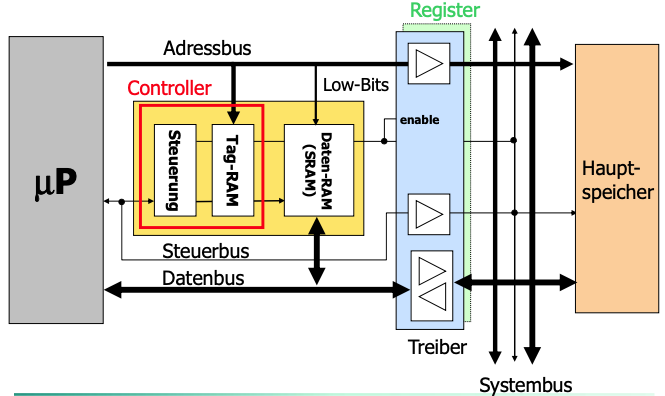 Register
Adressbus
Controller
Low-Bits
enable
Steuerung
Tag-RAM
Daten-RAM
(SRAM)
µP
Haupt-
speicher
Steuerbus
Datenbus
Treiber
Systembus